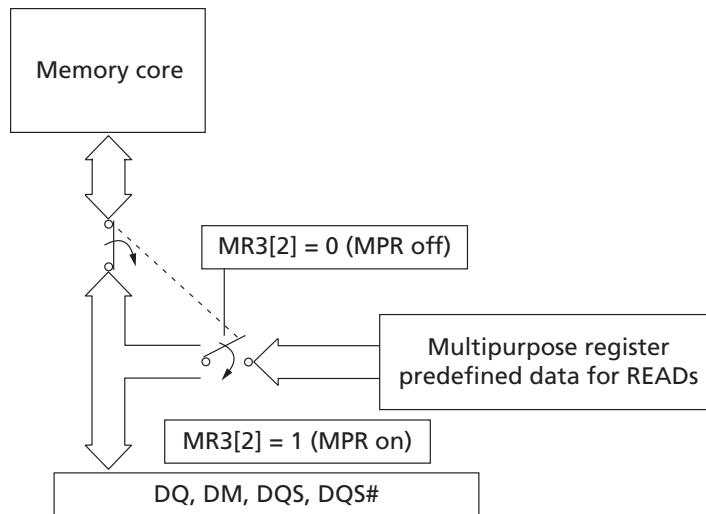 Memory core
MR3[2] = 0 (MPR off)
Multipurpose register
predefined data for READs
MR3[2] = 1 (MPR on)
DQ, DM, DQS, DQS#